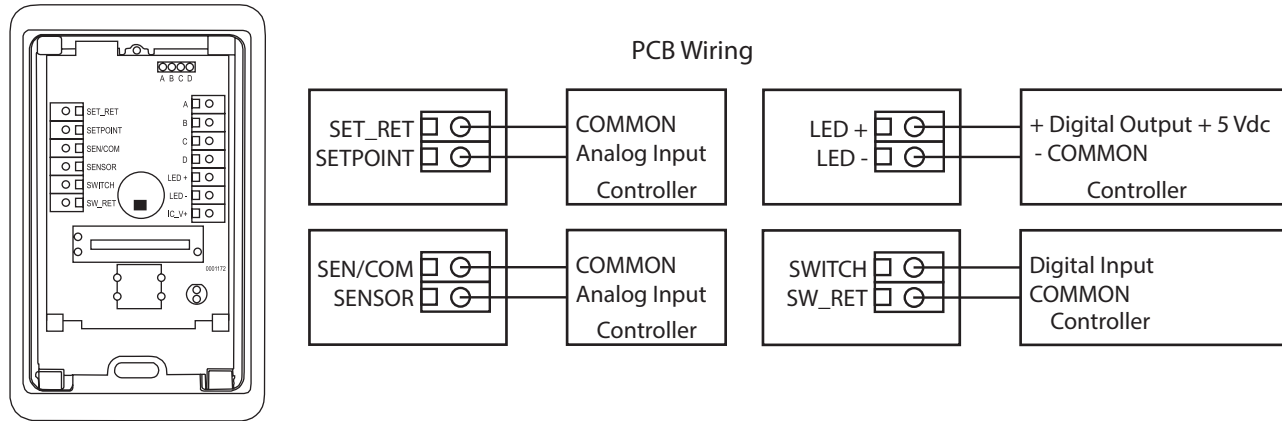 A B C D
SET_RET
SETPOINT
SEN/COM
SENSOR
SWITCH
SW_RET
A
B
C
D
LED +
LED -
IC_V+
0001172
PCB Wiring
SET_RET
SETPOINT
COMMON
Analog Input
Controller
LED +
LED -
+ Digital Output + 5 Vdc
- COMMON
Controller
SEN/COM
SENSOR
COMMON
Analog Input
Controller
SWITCH
SW_RET
Digital Input
COMMON
Controller